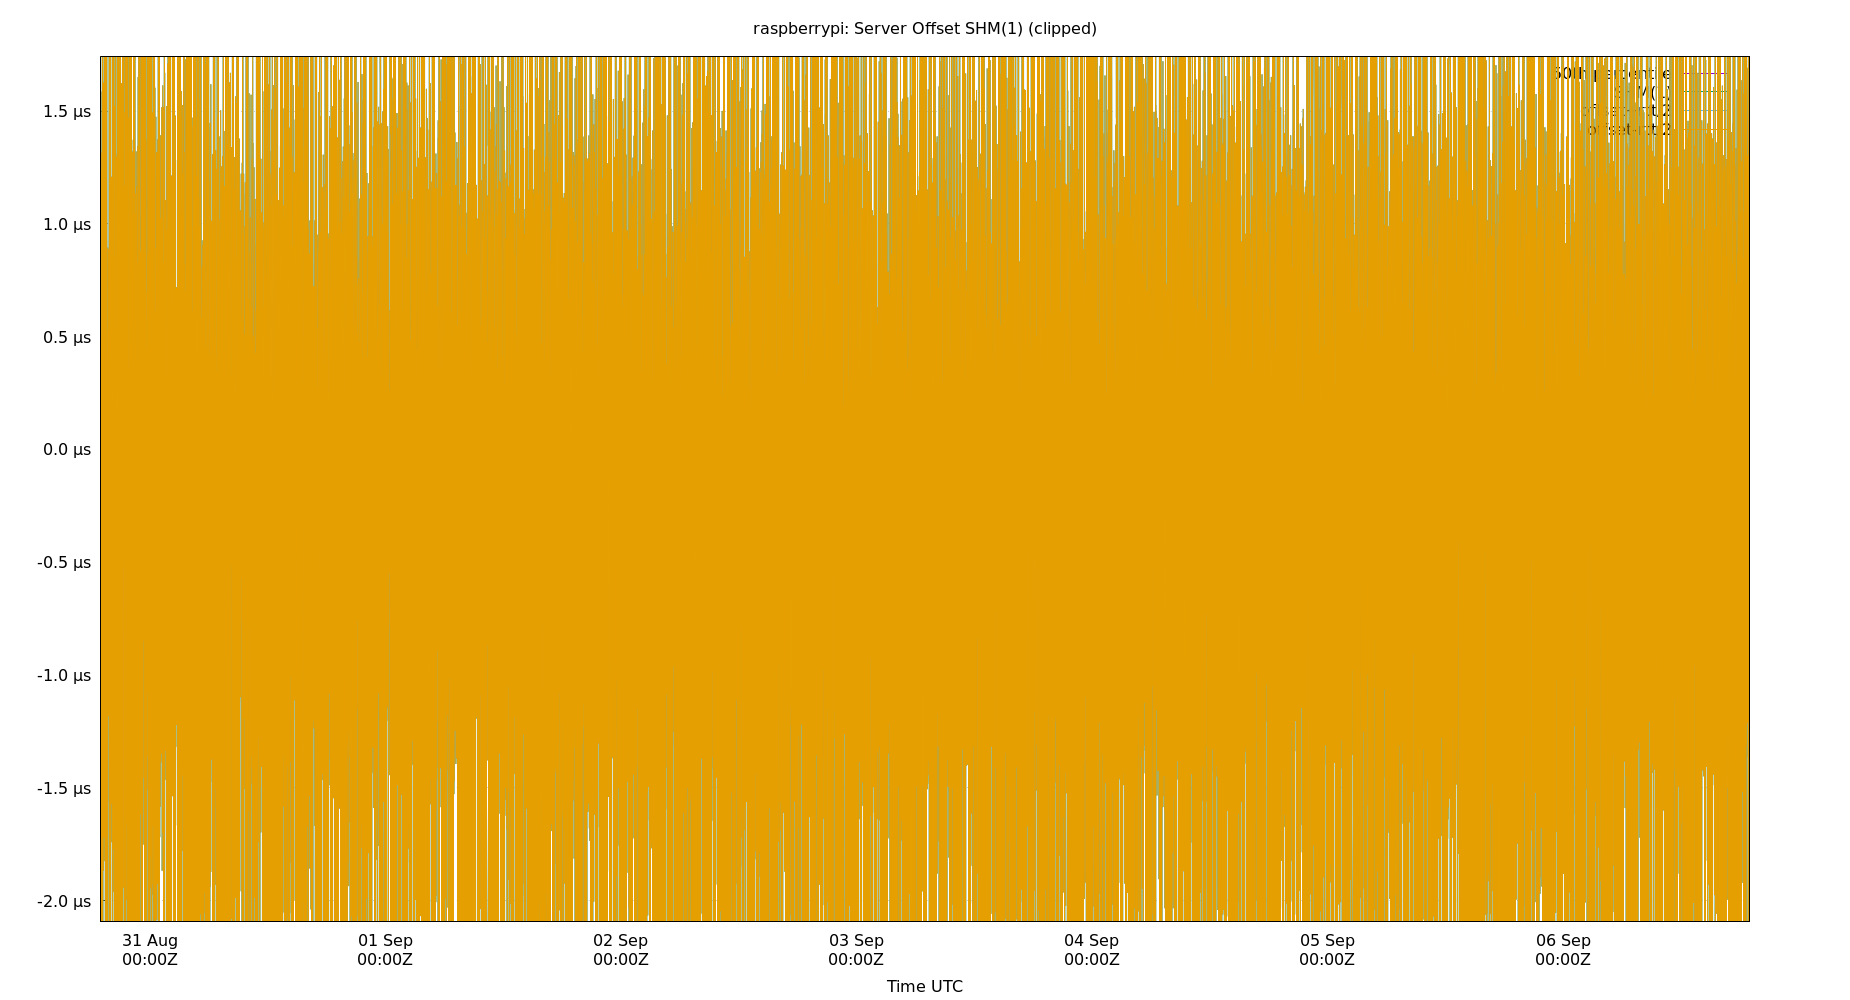 raspberrypi: Server Offset SHM(1) (clipped)
1.5 µs
1.0 µs
0.5 µs
0.0 µs
-0.5 µs
-1.0 µs
-1.5 µs
-2.0 µs
31 Aug 01 Sep 02 Sep 03 Sep 04 Sep 05 Sep 06 Sep
00:00Z 00:00Z 00:00Z 00:00Z 00:00Z 00:00Z 00:00Z
Time UTC